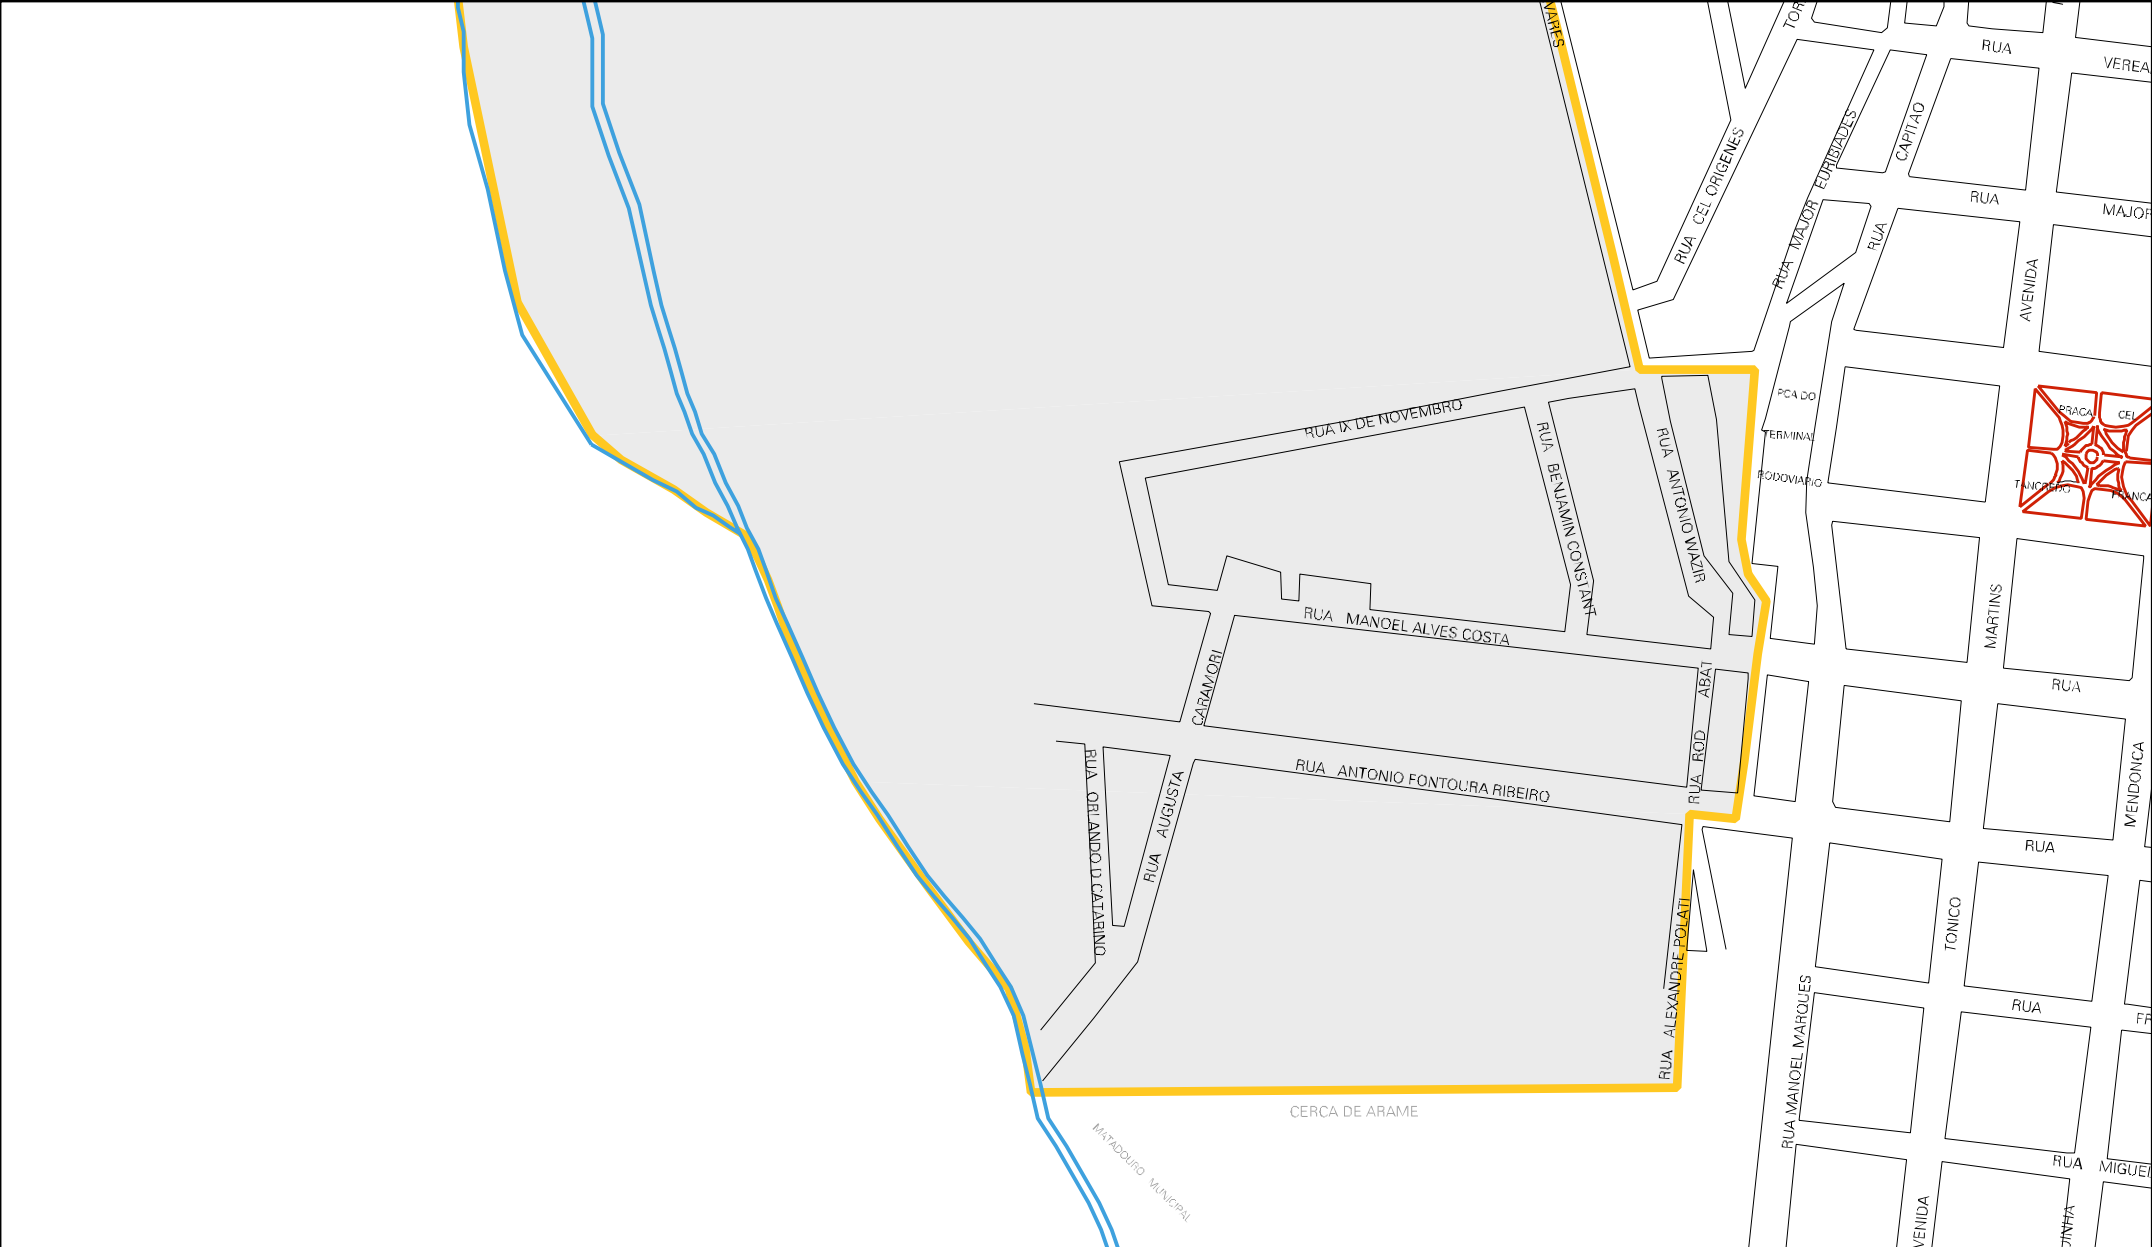 VARES
TOR
RUA
VEREA
RUA CEL ORIGENES
RUA MAJOR EURIBIADES
RUA CAPITAO
RUA
MAJOR
AVENIDA
RUA IX DE NOVEMBRO
RUA BENJAMIN CONSTANT
RUA ANTONIO WAZIR
PCA DO
TERMINAL
RODOVIARIO
PRACA CEL
TANCREDO FRANCA
RUA MANOEL ALVES COSTA
MARTINS
CARAMORI
RUA ROD ABAT
RUA
RUA ANTONIO FONTOURA RIBEIRO
RUA ORLANDO D CATARINO
RUA AUGUSTA
MENDONCA
RUA
TONICO
RUA ALEXANDRE POLATI
RUA MANOEL MARQUES
RUA
FR
CERCA DE ARAME
MATADOURO MUNICIPAL
RUA MIGUEL
VENIDA
DINHA